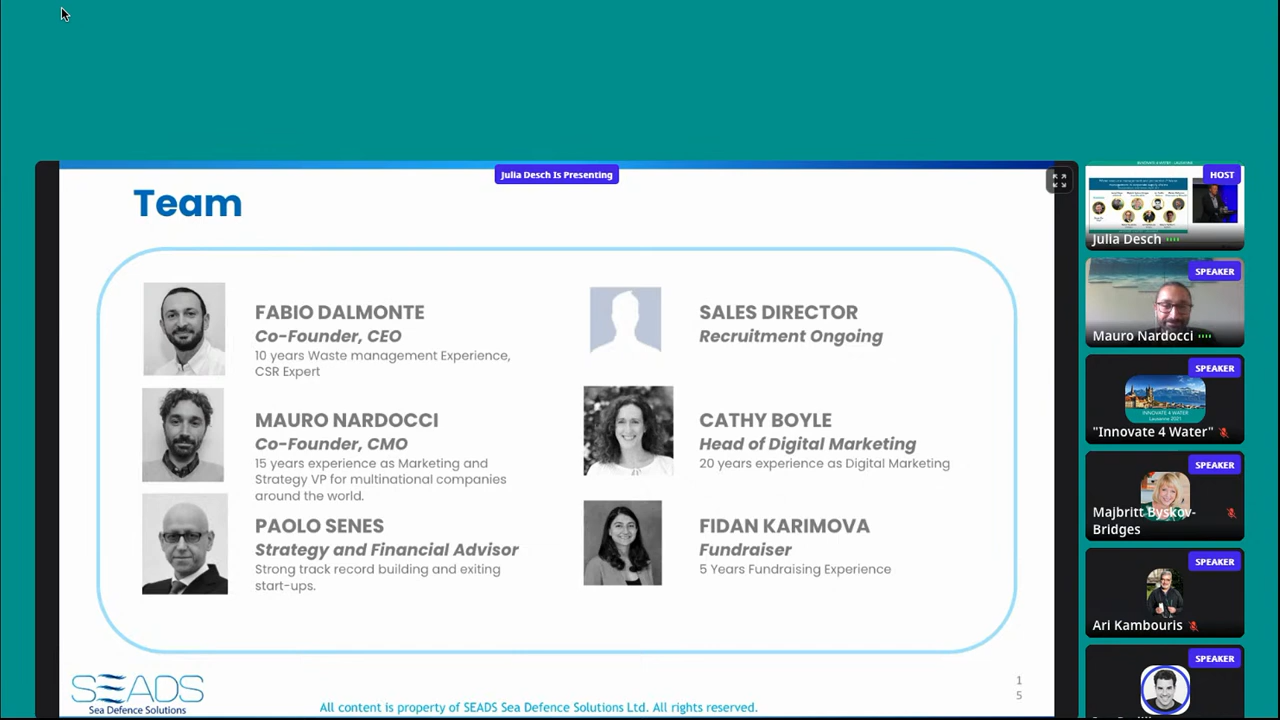 Julia Desch Is Presenting
Team
FABIO DALMONTE
Co-Founder, CEO
10 years Waste management Experience,
CSR Expert
MAURO NARDOCCI
Co-Founder, CMO
15 years experience as Marketing and
Strategy VP for multinational companies
around the world.
PAOLO SENES
Strategy and Financial Advisor
Strong track record building and exiting
start-ups.
SALES DIRECTOR
Recruitment Ongoing
CATHY BOYLE
Head of Digital Marketing
20 years experience as Digital Marketing
FIDAN KARIMOVA
Fundraiser
5 Years Fundraising Experience
SEADS
Sea Defence Solutions
All content is property of SEADS Sea Defence Solutions Ltd. All rights reserved.
1
5
HOST
Julia Desch
SPEAKER
Mauro Nardocci
SPEAKER
INNOVATE 4 WATER
Lausanne 2021
"Innovate 4 Water"
SPEAKER
Majbritt Byskov-
Bridges
SPEAKER
Ari Kambouris
SPEAKER